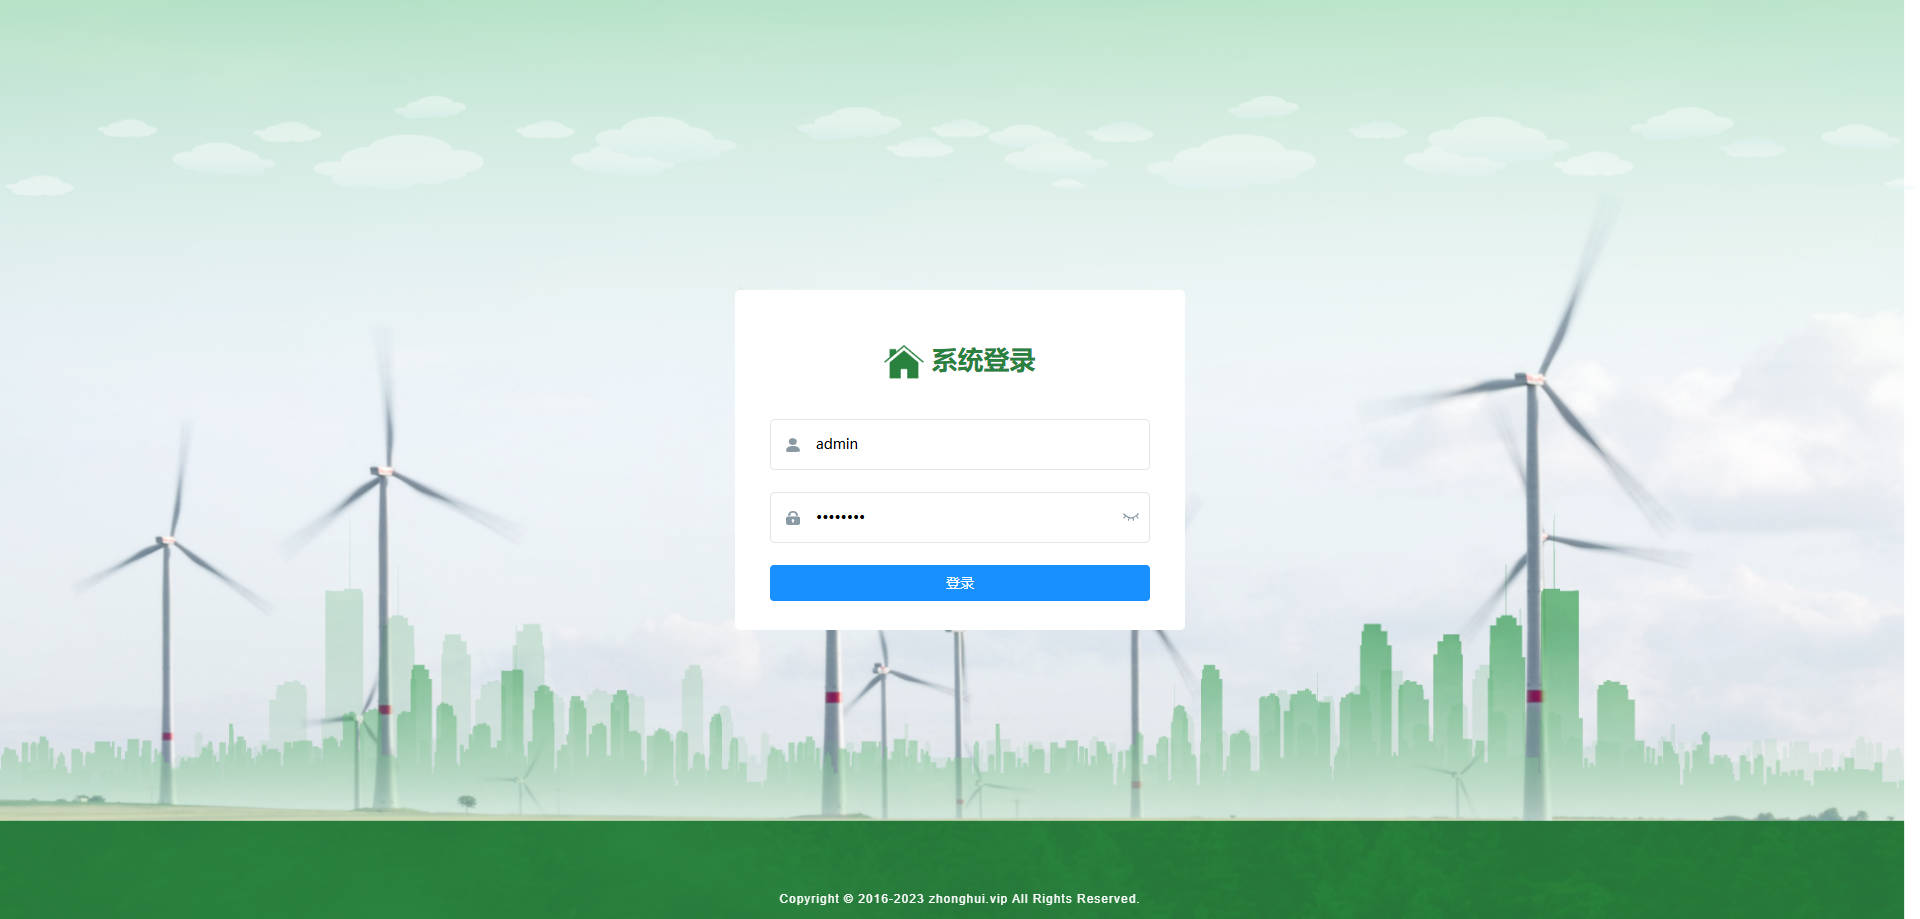 系统登录
admin
••••••••
登录
Copyright © 2016-2023 zhonghui.vip All Rights Reserved.